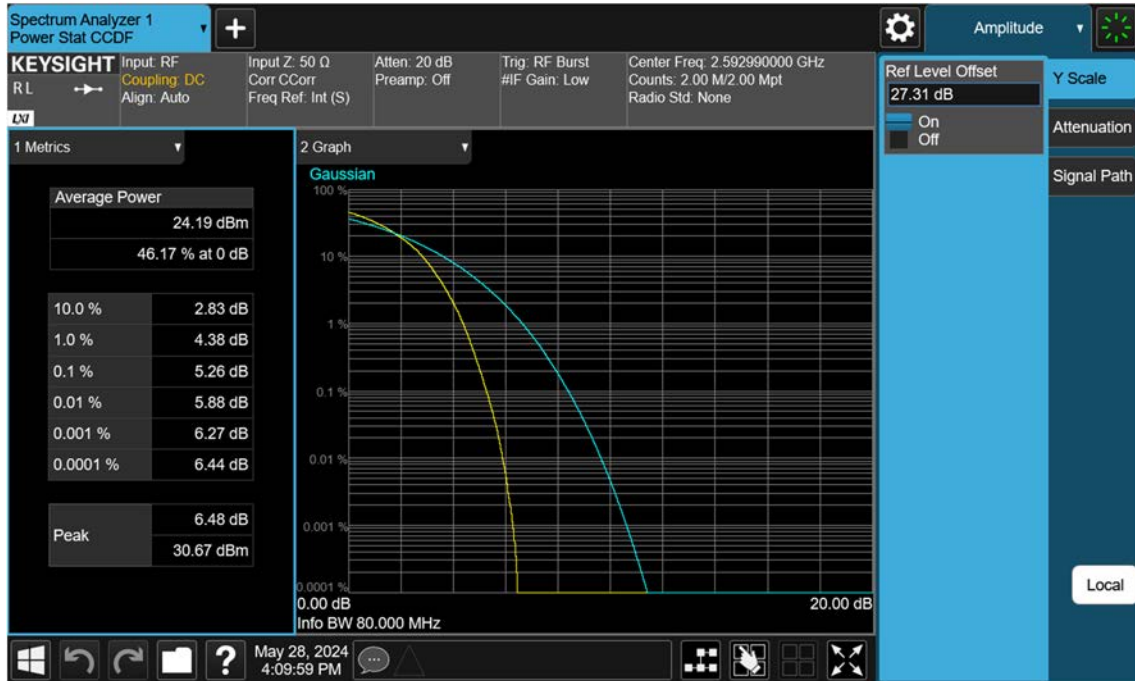 Spectrum Analyzer 1
Power Stat CCDF
+
Amplitude
KEYSIGHT
R L
LXI
Input: RF
Coupling: DC
Align: Auto
Input Z: 50 Ω
Corr CCorr
Freq Ref: Int (S)
Atten: 20 dB
Preamp: Off
Trig: RF Burst
#IF Gain: Low
Center Freq: 2.592990000 GHz
Counts: 2.00 M/2.00 Mpt
Radio Std: None
Ref Level Offset
27.31 dB
On
Off
Y Scale
Attenuation
Signal Path
1 Metrics
Average Power
24.19 dBm
46.17 % at 0 dB
10.0 % 2.83 dB
1.0 % 4.38 dB
0.1 % 5.26 dB
0.01 % 5.88 dB
0.001 % 6.27 dB
0.0001 % 6.44 dB
Peak
6.48 dB
30.67 dBm
2 Graph
Gaussian
100 %
10 %
1 %
0.1 %
0.01 %
0.001 %
0.0001 %
0.00 dB 20.00 dB
Info BW 80.000 MHz
Local
?
May 28, 2024
4:09:59 PM